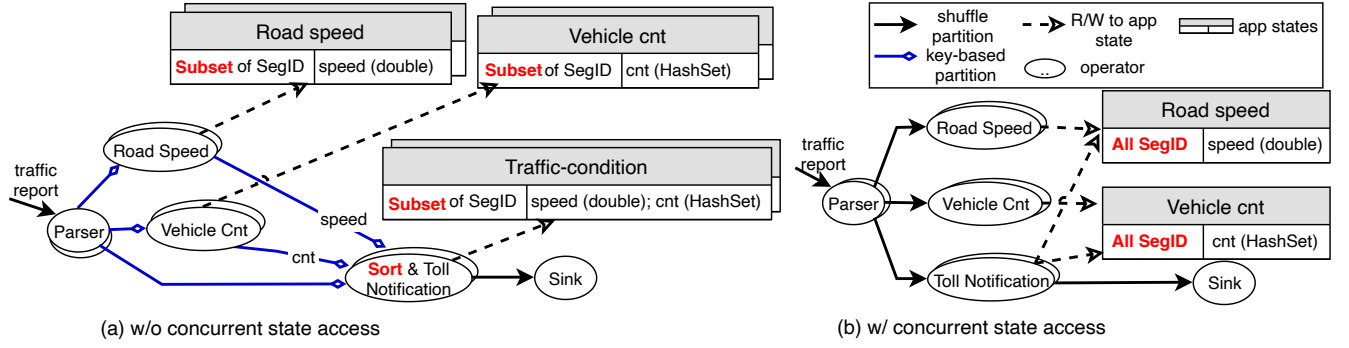 Road speed
Subset of SegID
speed (double)
Vehicle cnt
Subset of SegID
cnt (HashSet)
Road Speed
traffic
report
Parser
Vehicle Cnt
speed
cnt
Traffic-condition
Subset of SegID
speed (double); cnt (HashSet)
Sort & Toll
Notification
Sink
(a) w/o concurrent state access
shuffle
partition
key-based
partition
R/W to app
state
..
operator
app states
traffic
report
Parser
Road Speed
Vehicle Cnt
Toll Notification
Road speed
All SegID
speed (double)
Vehicle cnt
All SegID
cnt (HashSet)
Sink
(b) w/ concurrent state access